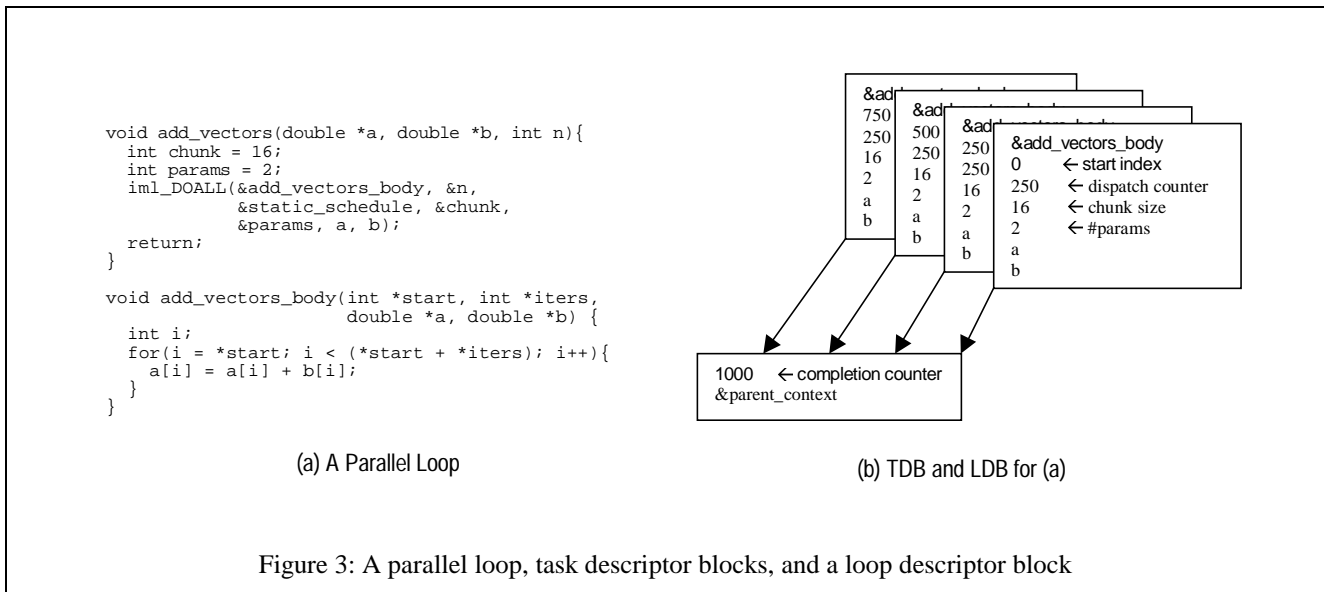 void add_vectors(double *a, double *b, int n){
int chunk = 16;
int params = 2;
iml_DOALL(&add_vectors_body, &n,
&static_schedule, &chunk,
&params, a, b);
return;
}
void add_vectors_body(int *start, int *iters,
double *a, double *b) {
int i;
for(i = *start; i < (*start + *iters); i++){
a[i] = a[i] + b[i];
}
}
(a) A Parallel Loop
750
250
16
2
a
b
500
250
16
2
a
b
250
250
16
2
a
b
&add_vectors_body
0 ← start index
250 ← dispatch counter
16 ← chunk size
2 ← #params
a
b
1000 ← completion counter
&parent_context
(b) TDB and LDB for (a)
Figure 3: A parallel loop, task descriptor blocks, and a loop descriptor block